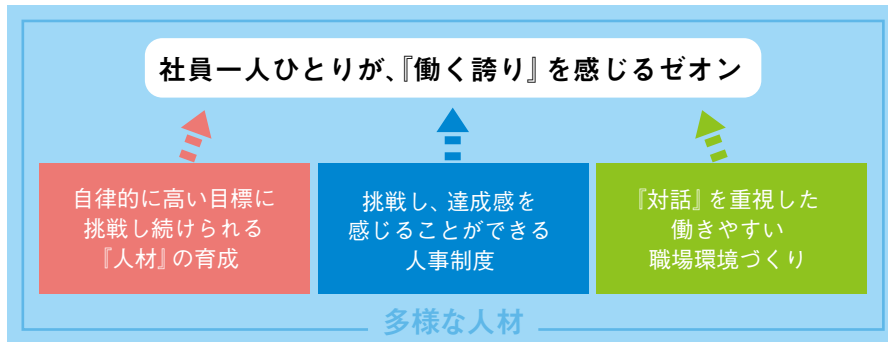 社員一人ひとりが、『働く誇り』を感じるゼオン
自律的に高い目標に
挑戦し続けられる
『人材』の育成
挑戦し、達成感を
感じることができる
人事制度
『対話』を重視した
働きやすい
職場環境づくり
多様な人材